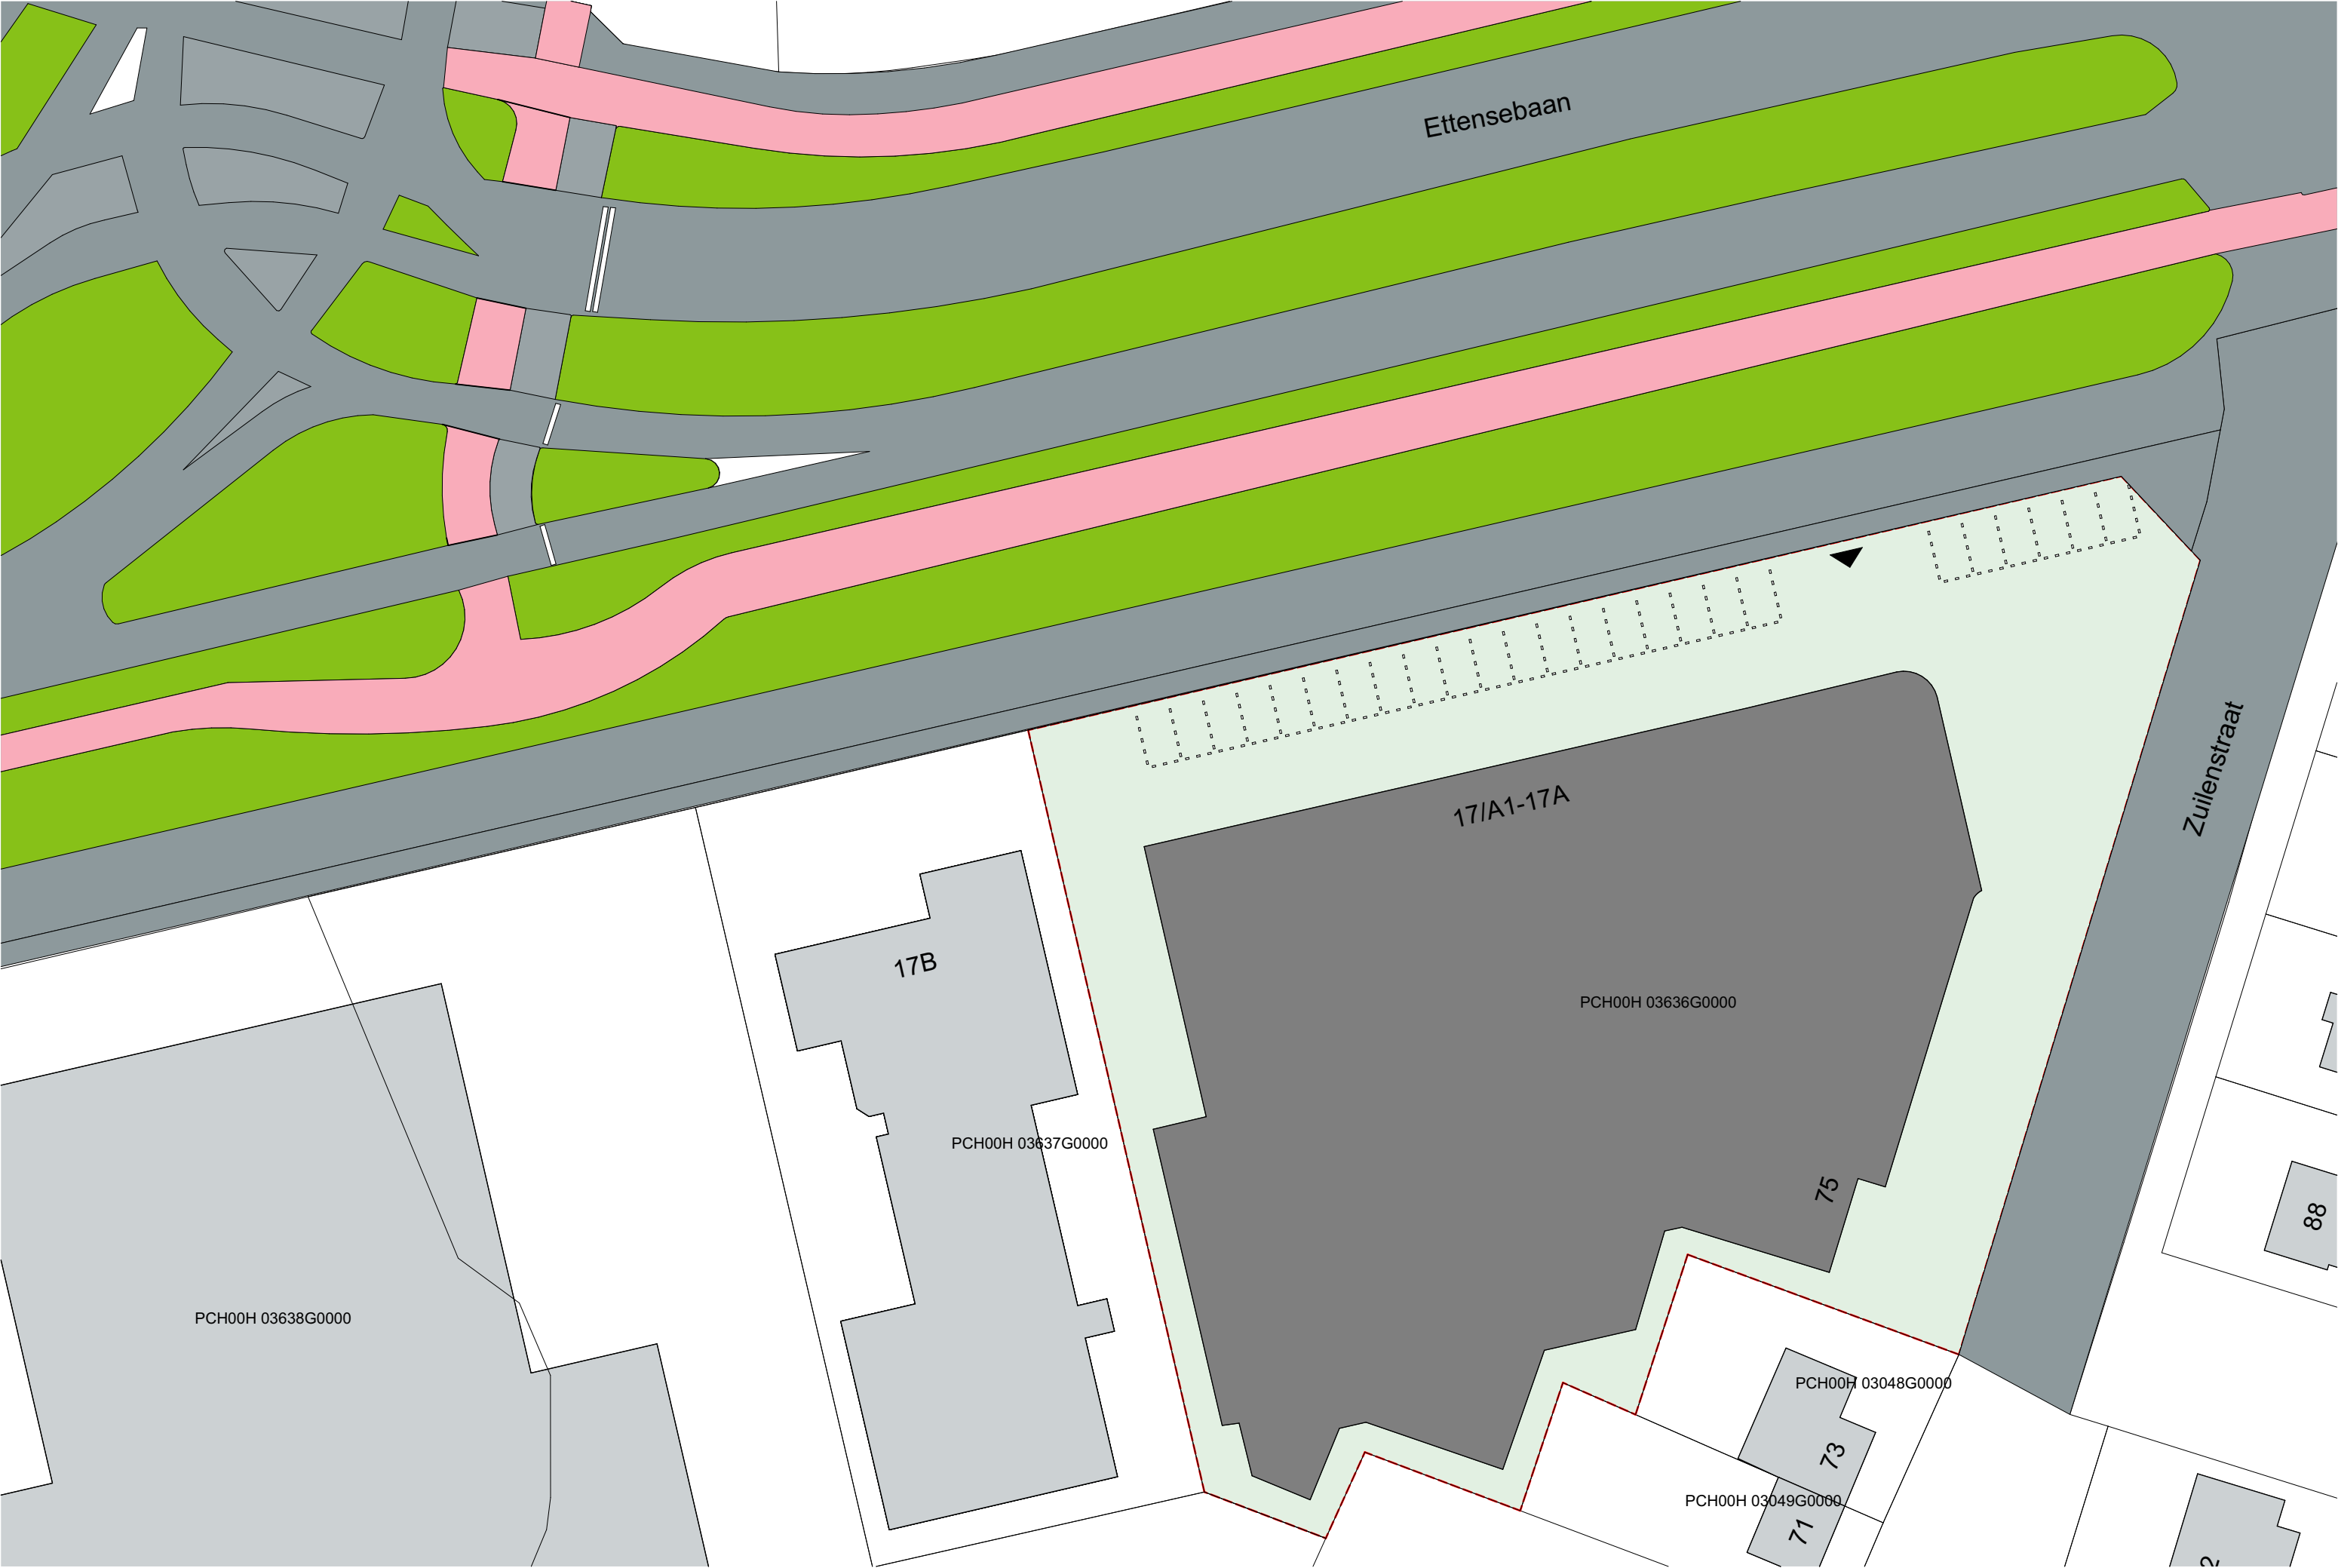 Ettensebaan
Zuilenstraat
17/A1-17A
17B
PCH00H 03636G0000
PCH00H 03637G0000
75
88
PCH00H 03638G0000
PCH00H 03048G0000
73
PCH00H 03049G0000
71